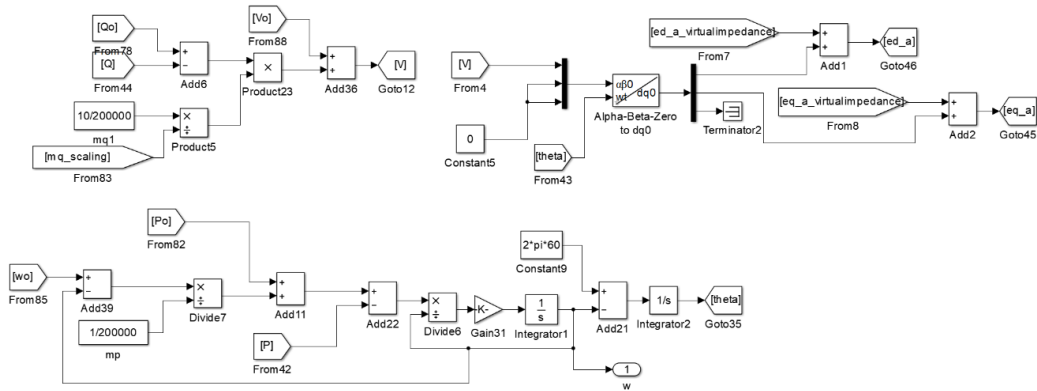 [Qo]
From78
[Q]
From44
+
−
Add6
10/200000
mq1
×
÷
Product5
[mq_scaling]
From83
×
Product23
[Vo]
From88
+
+
Add36
[V]
Goto12
[V]
From4
0
Constant5
αβ0
wt
dq0
Alpha-Beta-Zero
to dq0
[theta]
From43
Terminator2
[ed_a_virtualimpedance]
From7
+
+
Add1
[ed_a]
Goto46
[eq_a_virtualimpedance]
From8
+
+
Add2
[eq_a]
Goto45
[wo]
From85
+
−
Add39
1/200000
mp
×
÷
Divide7
[Po]
From82
+
+
Add11
[P]
From42
+
−
Add22
×
÷
Divide6
-K-
Gain31
1
s
Integrator1
2*pi*60
Constant9
+
−
Add21
1/s
Integrator2
[theta]
Goto35
1
w